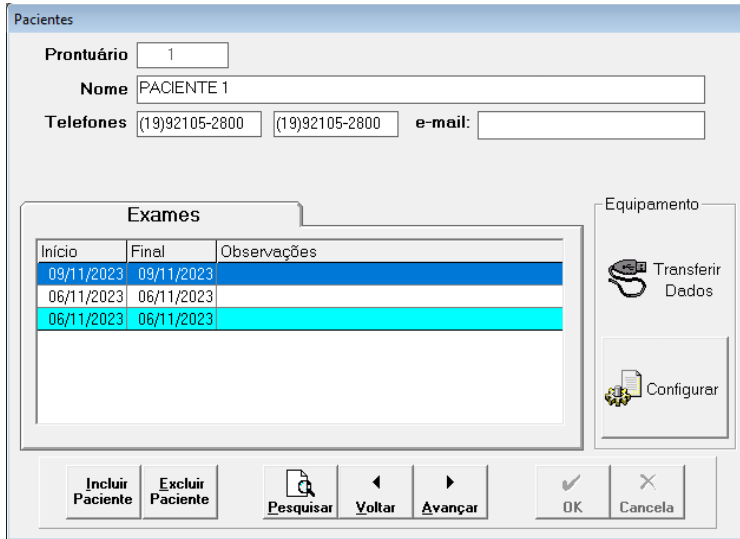 Pacientes
Prontuário 1
Nome PACIENTE 1
Telefones (19)92105-2800 (19)92105-2800 e-mail:
Exames
Início Final Observações
09/11/2023 09/11/2023
06/11/2023 06/11/2023
06/11/2023 06/11/2023
Equipamento
Transferir
Dados
Configurar
Incluir
Paciente
Excluir
Paciente
Pesquisar
Voltar
Avançar
OK
Cancela